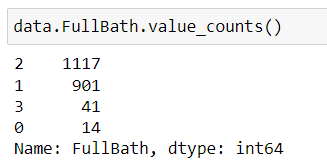 data.FullBath.value_counts()
2    1117
1     901
3      41
0      14
Name: FullBath, dtype: int64